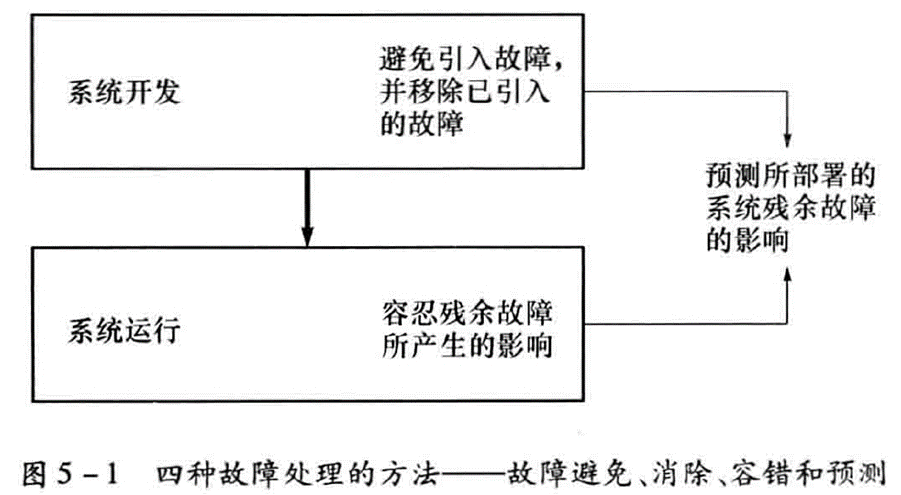 系统开发
避免引入故障，
并移除已引入
的故障
预测所部署的
系统残余故障
的影响
系统运行
容忍残余故障
所产生的影响
图5-1 四种故障处理的方法——故障避免、消除、容错和预测